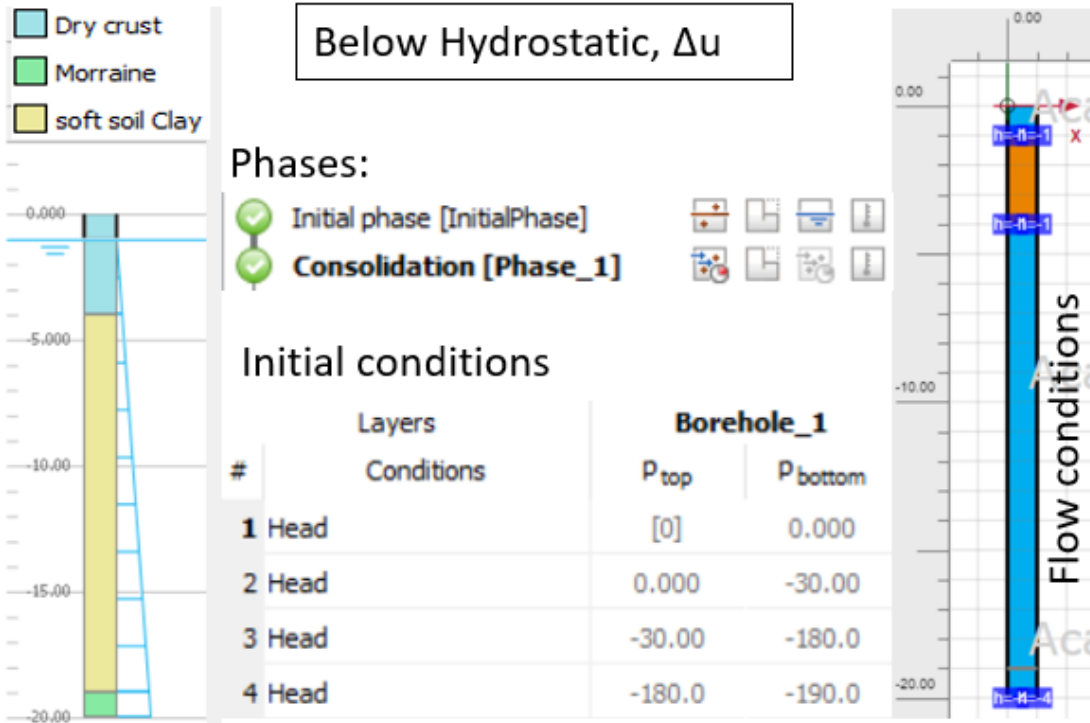 Dry crust
Morraine
soft soil Clay
Below Hydrostatic, Δu
Phases:
Initial phase [InitialPhase]
Consolidation [Phase_1]
Initial conditions
Layers Borehole_1
# Conditions p top p bottom
1 Head [0] 0.000
2 Head 0.000 -30.00
3 Head -30.00 -180.0
4 Head -180.0 -190.0
0.000
-5.000
-10.00
-15.00
-20.00
0.00
0.00
-10.00
-20.00
x
Flow conditions